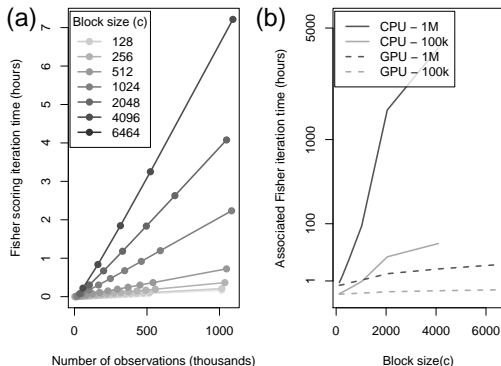 (a)
Block size (c)
128
256
512
1024
2048
4096
6464
Fisher scoring iteration time (hours)
0
1
2
3
4
5
6
7
0
500
1000
Number of observations (thousands)
(b)
CPU – 1M
CPU – 100k
GPU – 1M
GPU – 100k
Associated Fisher iteration time (hours)
1
100
1000
5000
0
2000
4000
6000
Block size(c)